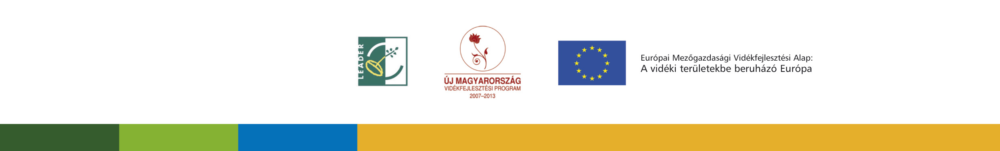 LEADER
ÚJ MAGYARORSZÁG
VIDÉKFEJLESZTÉSI PROGRAM
2007–2013
Európai Mezőgazdasági Vidékfejlesztési Alap:
A vidéki területekbe beruházó Európa